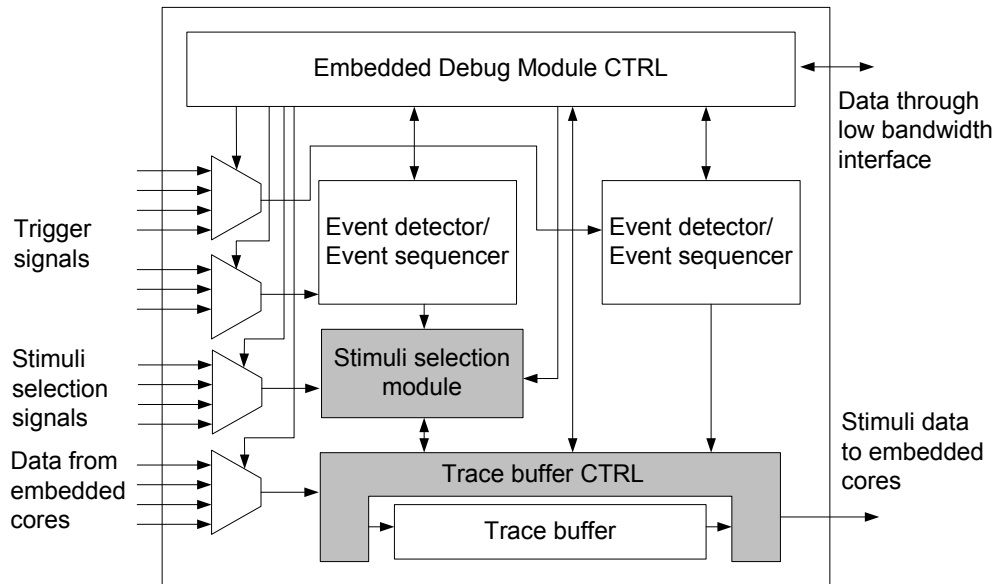 Embedded Debug Module CTRL
Data through
low bandwidth
interface
Trigger
signals
Event detector/
Event sequencer
Event detector/
Event sequencer
Stimuli
selection
signals
Stimuli selection
module
Stimuli data
to embedded
cores
Data from
embedded
cores
Trace buffer CTRL
Trace buffer